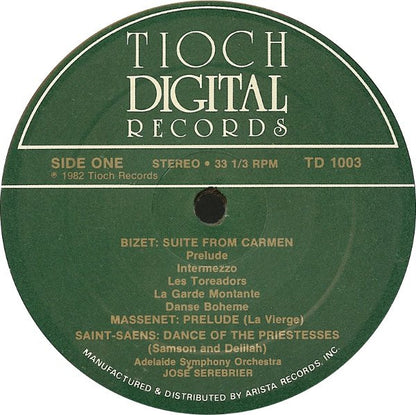 TIOCH
DIGITAL
RECORDS
SIDE ONE STEREO • 33 1/3 RPM TD 1003
℗ 1982 Tioch Records
BIZET: SUITE FROM CARMEN
Prelude
Intermezzo
Les Toreadors
La Garde Montante
Danse Boheme
MASSENET: PRELUDE (La Vierge)
SAINT-SAENS: DANCE OF THE PRIESTESSES
(Samson and Delilah)
Adelaide Symphony Orchestra
JOSE SEREBRIER
MANUFACTURED & DISTRIBUTED BY ARISTA RECORDS, INC.